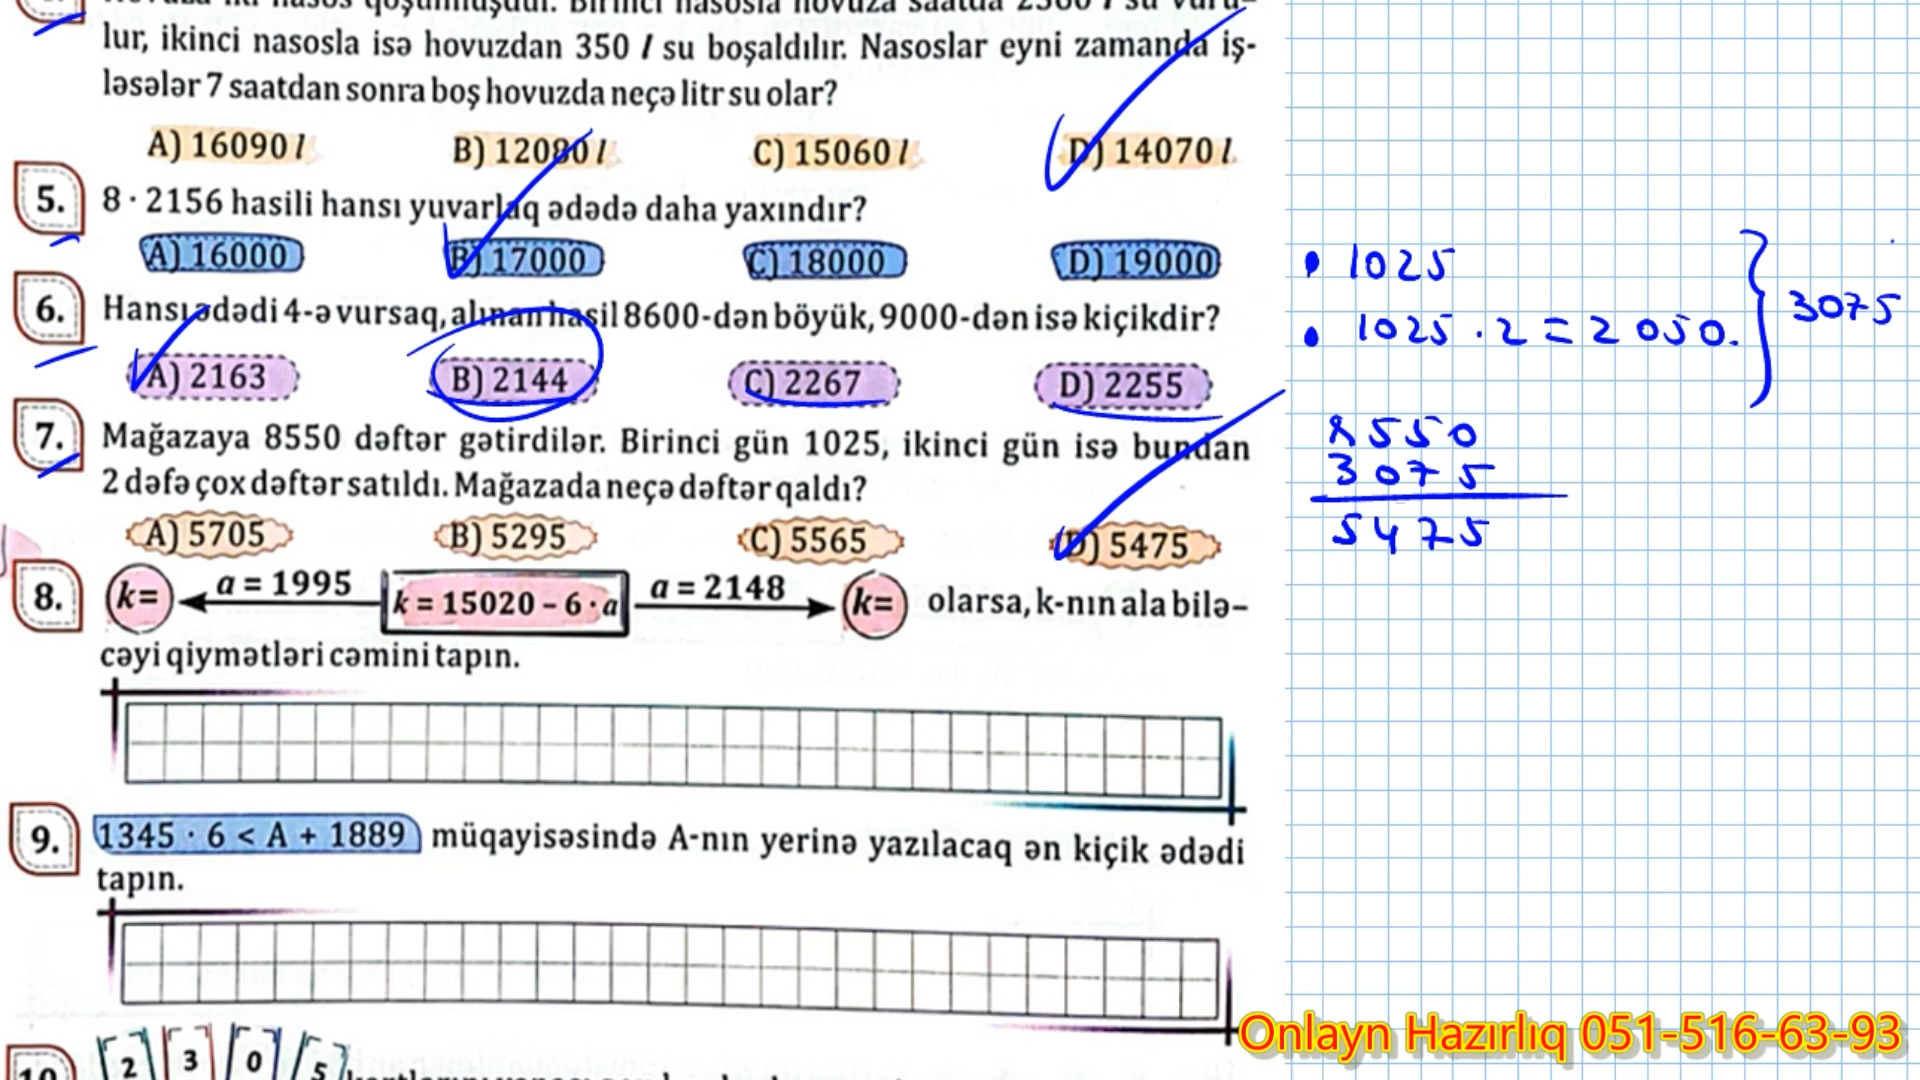 lur, ikinci nasosla isə hovuzdan 350 l su boşaldılır. Nasoslar eyni zamanda iş-
ləsələr 7 saatdan sonra boş hovuzda neçə litr su olar?
A) 16090 l B) 12080 l C) 15060 l D) 14070 l
5. 8 · 2156 hasili hansı yuvarlaq ədədə daha yaxındır?
A) 16000 B) 17000 C) 18000 D) 19000
6. Hansı ədədi 4-ə vursaq, alınan hasil 8600-dən böyük, 9000-dən isə kiçikdir?
A) 2163 B) 2144 C) 2267 D) 2255
7. Mağazaya 8550 dəftər gətirdilər. Birinci gün 1025, ikinci gün isə bundan
2 dəfə çox dəftər satıldı. Mağazada neçə dəftər qaldı?
A) 5705 B) 5295 C) 5565 D) 5475
8. k= a = 1995 k = 15020 – 6 · a a = 2148 k= olarsa, k-nın ala bilə-
cəyi qiymətləri cəmini tapın.
9. 1345 · 6 < A + 1889 müqayisəsində A-nın yerinə yazılacaq ən kiçik ədədi
tapın.
10. 2 3 0 5
• 1025
• 1025 · 2 = 2050.
3075
8550
3075
5475
Onlayn Hazırlıq 051-516-63-93